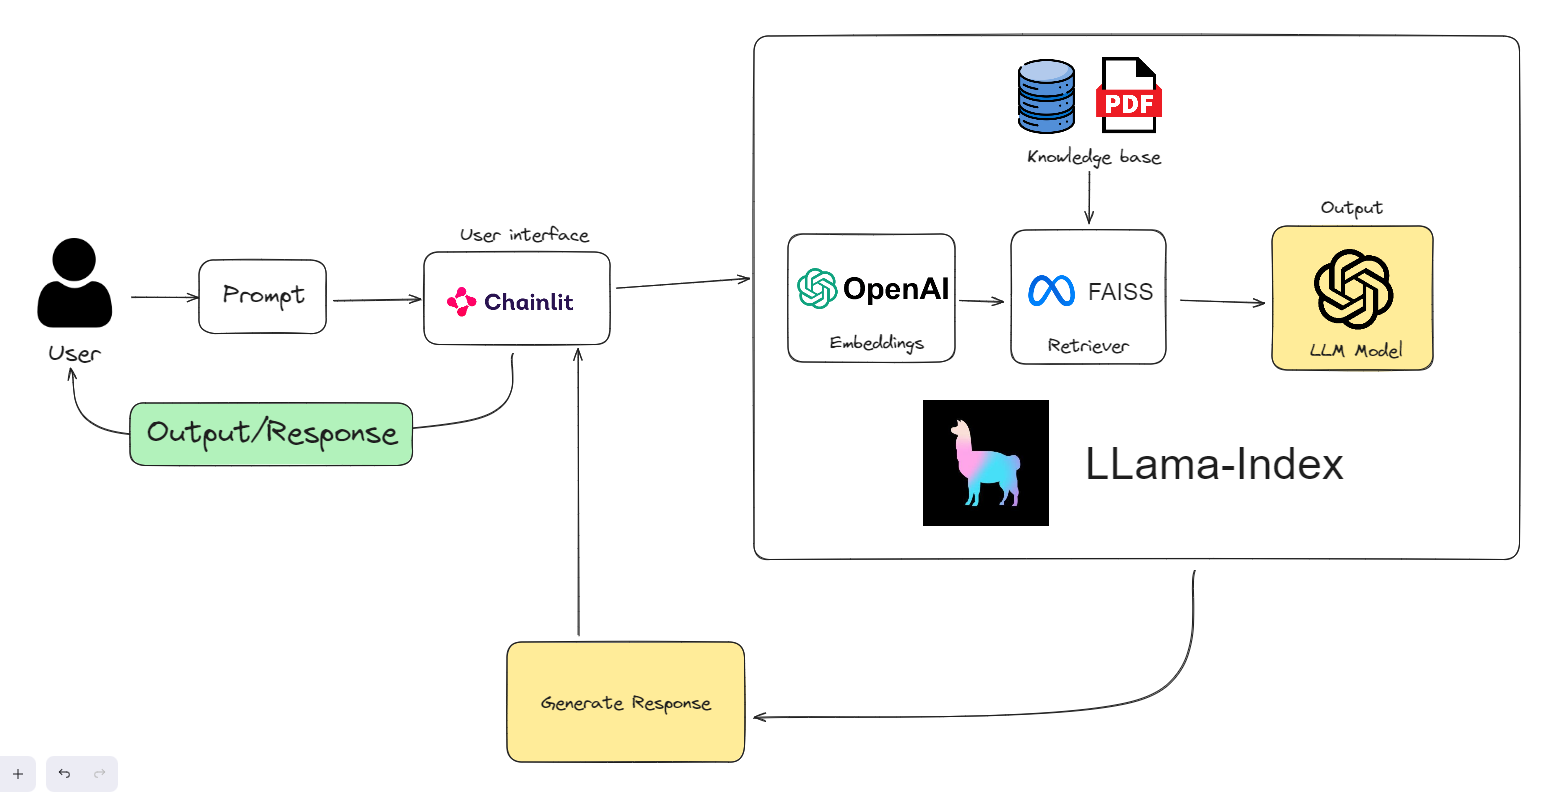 PDF
Knowledge base
Output
User interface
Prompt
Chainlit
OpenAI
Embeddings
FAISS
Retriever
LLM Model
User
Output/Response
LLama-Index
Generate Response